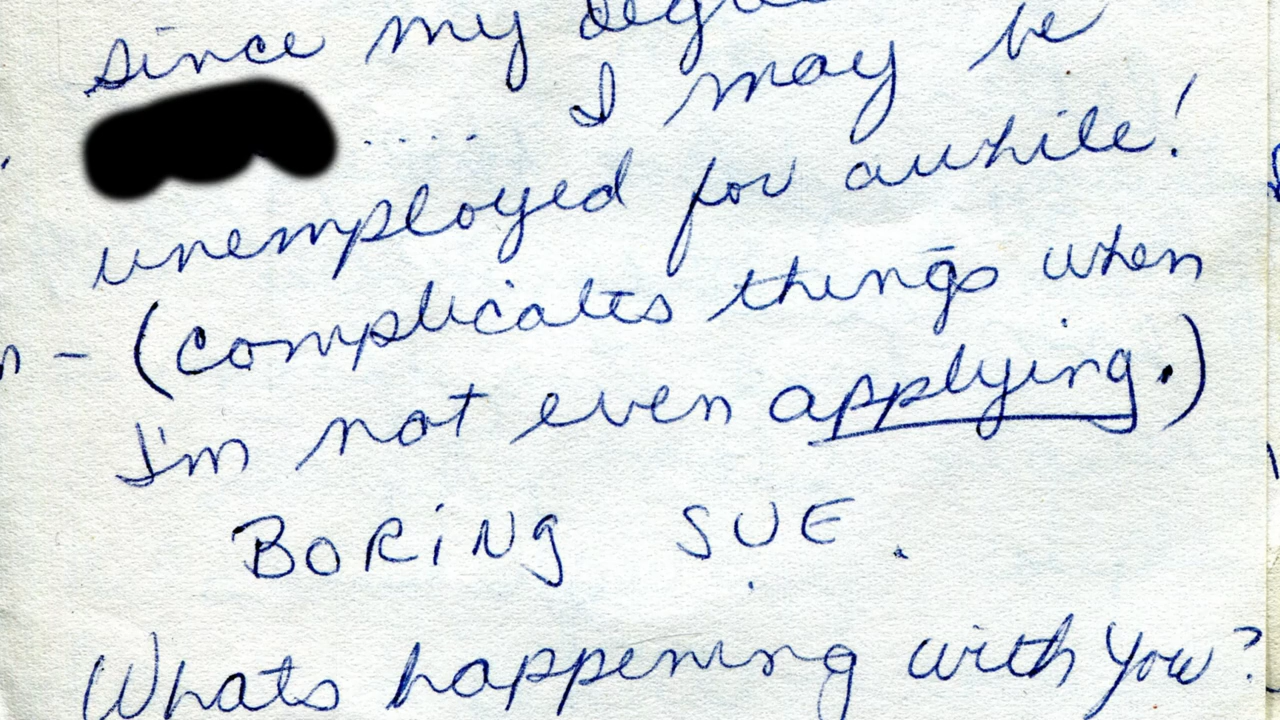 since my degree
..... I may be
unemployed for awhile!
(complicates things when
I'm not even applying.)
BORiNg SUE.
Whats happening with you?